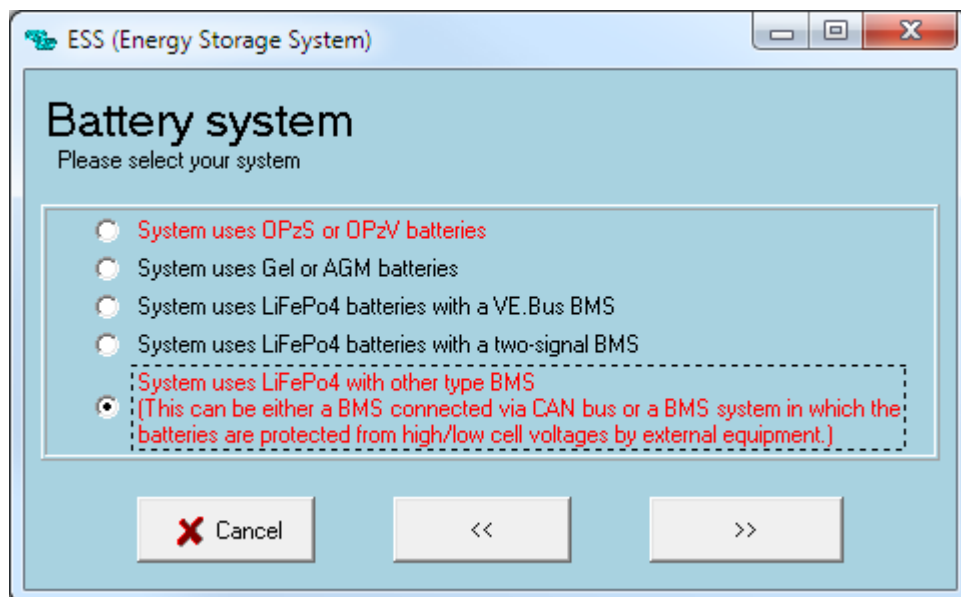 ESS (Energy Storage System)
Battery system
Please select your system
System uses OPzS or OPzV batteries
System uses Gel or AGM batteries
System uses LiFePo4 batteries with a VE.Bus BMS
System uses LiFePo4 batteries with a two-signal BMS
System uses LiFePo4 with other type BMS
(This can be either a BMS connected via CAN bus or a BMS system in which the
batteries are protected from high/low cell voltages by external equipment.)
Cancel
<<
>>